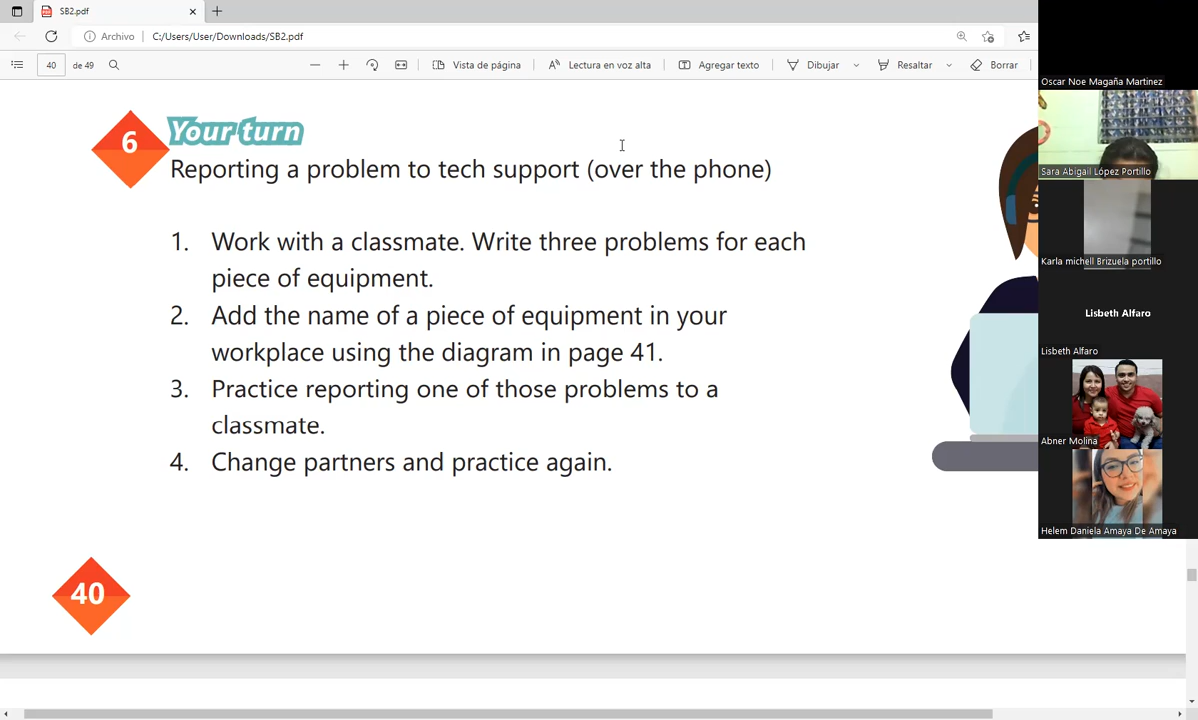 SB2.pdf
Archivo
C:/Users/User/Downloads/SB2.pdf
40
de 49
Vista de página
Lectura en voz alta
Agregar texto
Dibujar
Resaltar
Borrar
6
Your turn
Reporting a problem to tech support (over the phone)
1. Work with a classmate. Write three problems for each
piece of equipment.
2. Add the name of a piece of equipment in your
workplace using the diagram in page 41.
3. Practice reporting one of those problems to a
classmate.
4. Change partners and practice again.
40
Oscar Noe Magaña Martinez
Sara Abigail López Portillo
Karla michell Brizuela portillo
Lisbeth Alfaro
Lisbeth Alfaro
Abner Molina
Helem Daniela Amaya De Amaya